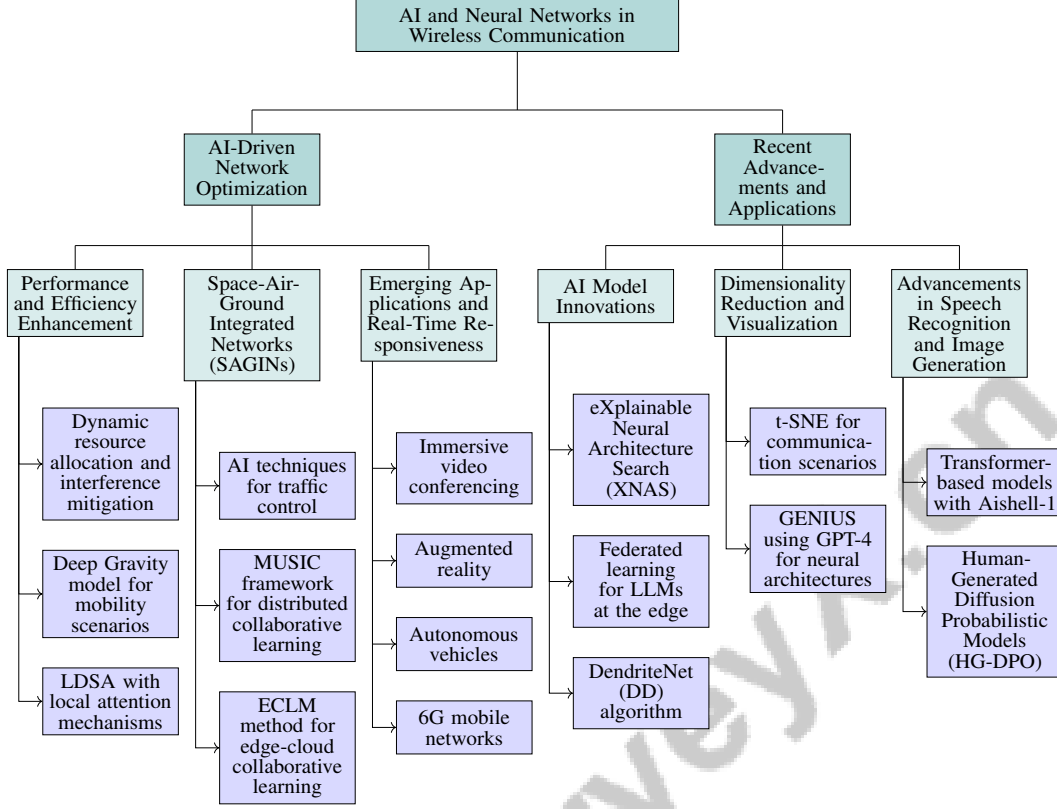 AI and Neural Networks in
Wireless Communication
AI-Driven
Network
Optimization
Recent
Advance-
ments and
Applications
Performance
and Efficiency
Enhancement
Space-Air-
Ground
Integrated
Networks
(SAGINs)
Emerging Ap-
plications and
Real-Time Re-
sponsiveness
AI Model
Innovations
Dimensionality
Reduction and
Visualization
Advancements
in Speech
Recognition
and Image
Generation
Dynamic
resource
allocation and
interference
mitigation
Deep Gravity
model for
mobility
scenarios
LDSA with
local attention
mechanisms
AI techniques
for traffic
control
MUSIC
framework
for distributed
collaborative
learning
ECLM
method for
edge-cloud
collaborative
learning
Immersive
video
conferencing
Augmented
reality
Autonomous
vehicles
6G mobile
networks
eXplainable
Neural
Architecture
Search
(XNAS)
Federated
learning
for LLMs
at the edge
DendriteNet
(DD)
algorithm
t-SNE for
communica-
tion scenarios
GENIUS
using GPT-4
for neural
architectures
Transformer-
based models
with Aishell-1
Human-
Generated
Diffusion
Probabilistic
Models
(HG-DPO)